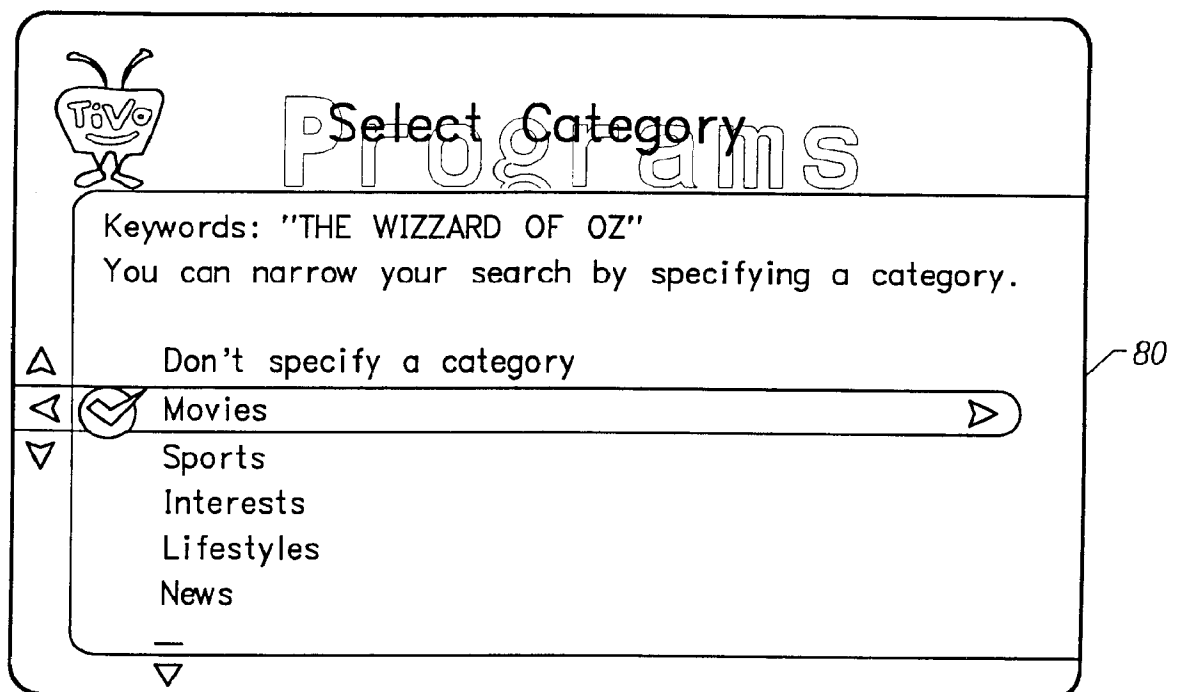 TiVo
Programs
Select Category
Keywords: "THE WIZZARD OF OZ"
You can narrow your search by specifying a category.
Don't specify a category
80
Movies
Sports
Interests
Lifestyles
News